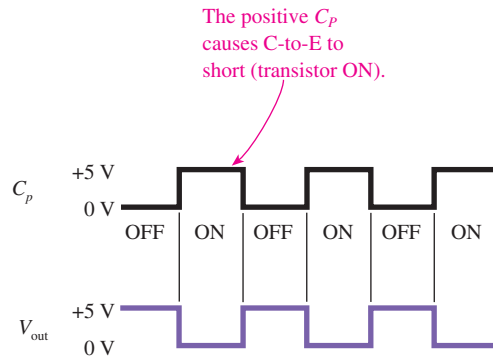 The positive C_P
causes C-to-E to
short (transistor ON).
+5 V
C_p
0 V
OFF ON OFF ON OFF ON
+5 V
V_out
0 V